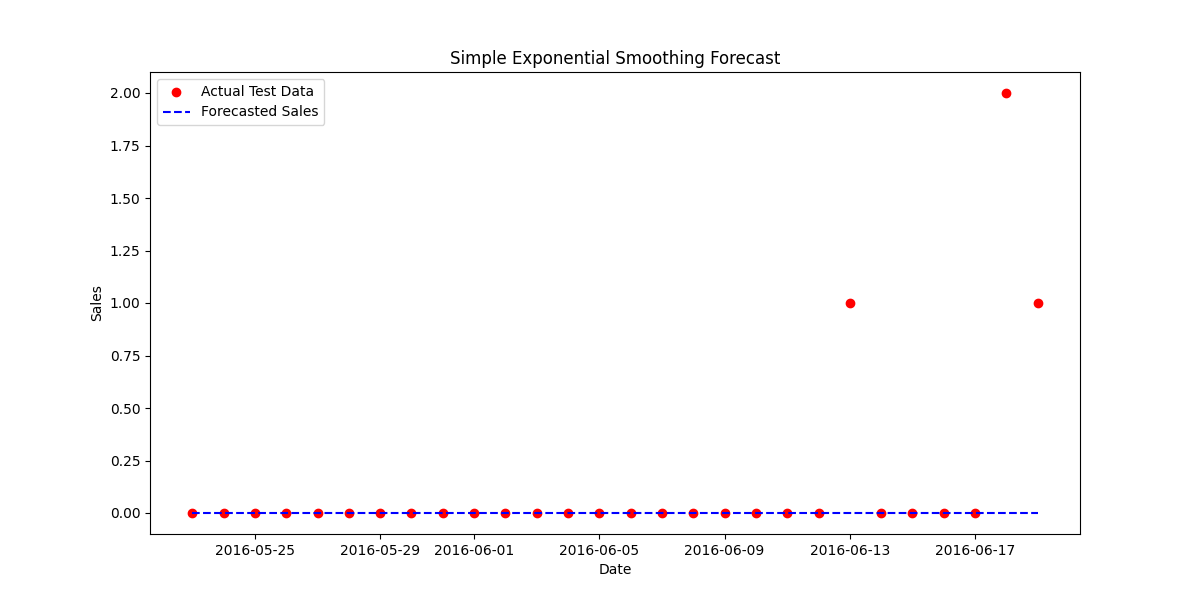 Simple Exponential Smoothing Forecast
Actual Test Data
Forecasted Sales
2.00
1.75
1.50
1.25
1.00
0.75
0.50
0.25
0.00
Sales
2016-05-25 2016-05-29 2016-06-01 2016-06-05 2016-06-09 2016-06-13 2016-06-17
Date